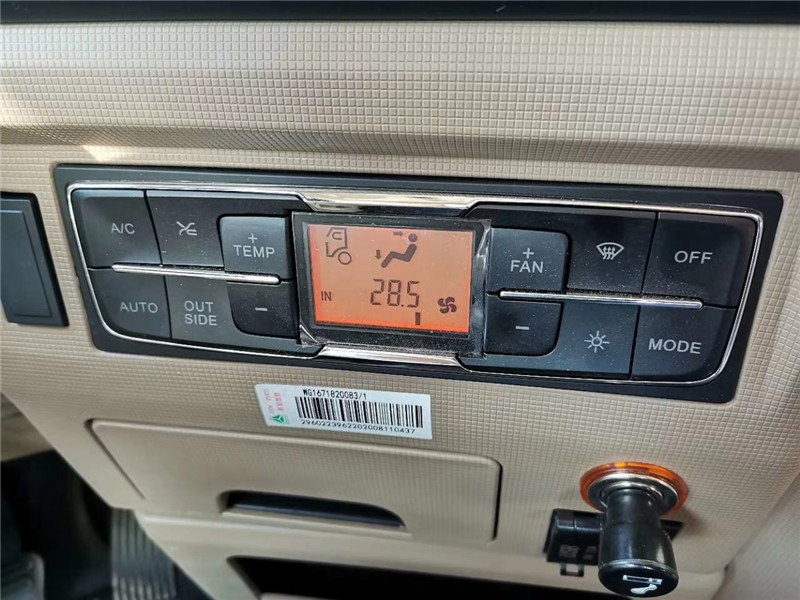 A/C
+
TEMP
-
AUTO
OUT
SIDE
IN
28.5
+
FAN
-
OFF
MODE
WG1671820083/1
2960223962202008110437